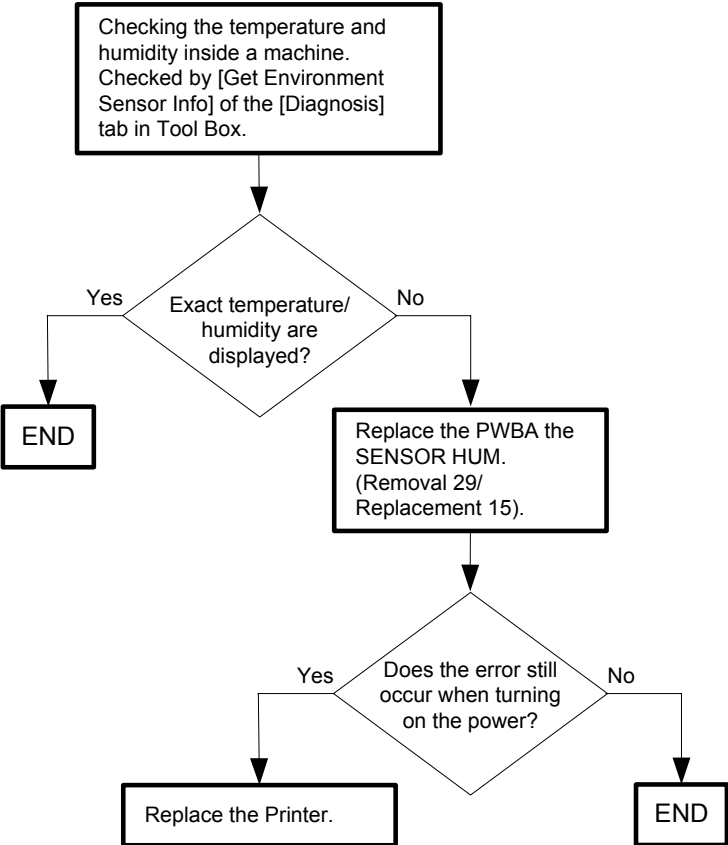 Checking the temperature and
humidity inside a machine.
Checked by [Get Environment
Sensor Info] of the [Diagnosis]
tab in Tool Box.
Yes
No
Exact temperature/
humidity are
displayed?
END
Replace the PWBA the
SENSOR HUM.
(Removal 29/
Replacement 15).
Yes
No
Does the error still
occur when turning
on the power?
Replace the Printer.
END